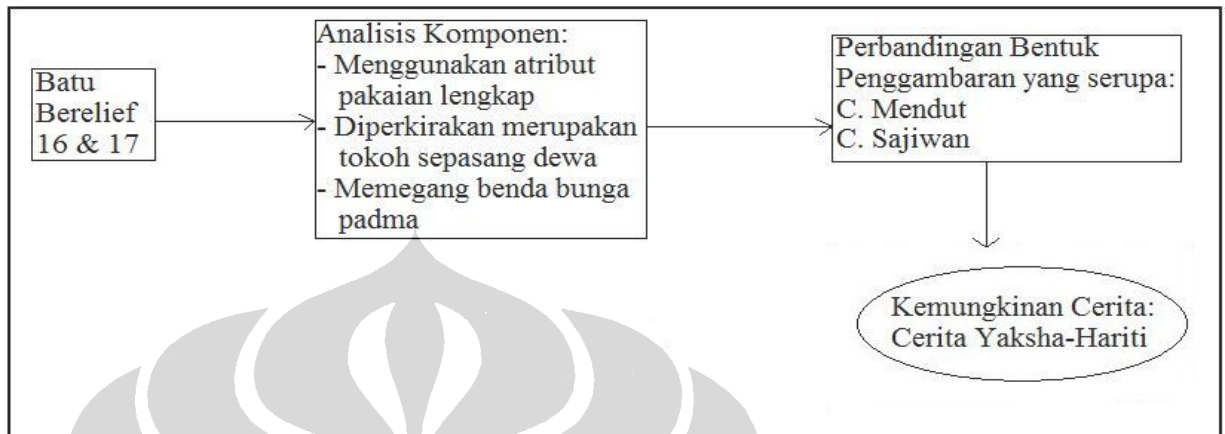 Batu
Berelief
16 & 17
Analisis Komponen:
- Menggunakan atribut
pakaian lengkap
- Diperkirakan merupakan
tokoh sepasang dewa
- Memegang benda bunga
padma
Perbandingan Bentuk
Penggambaran yang serupa:
C. Mendut
C. Sajiwan
Kemungkinan Cerita:
Cerita Yaksha-Hariti